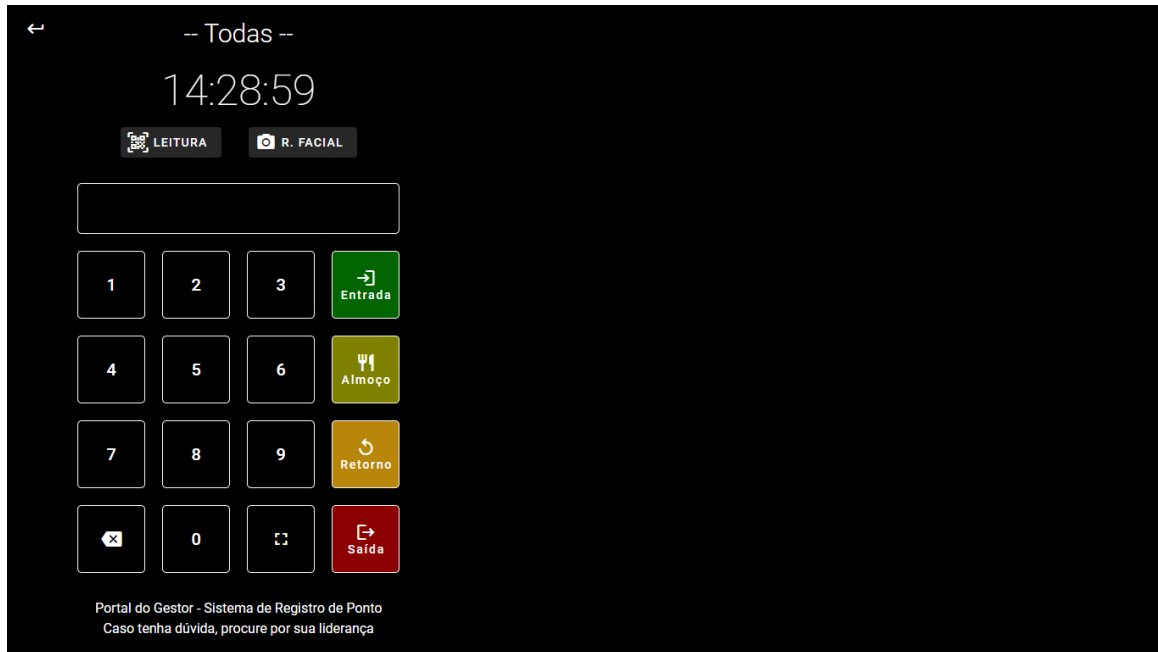 -- Todas --
14:28:59
LEITURA R. FACIAL
1 2 3 Entrada
4 5 6 Almoço
7 8 9 Retorno
0 Saída
Portal do Gestor - Sistema de Registro de Ponto
Caso tenha dúvida, procure por sua liderança